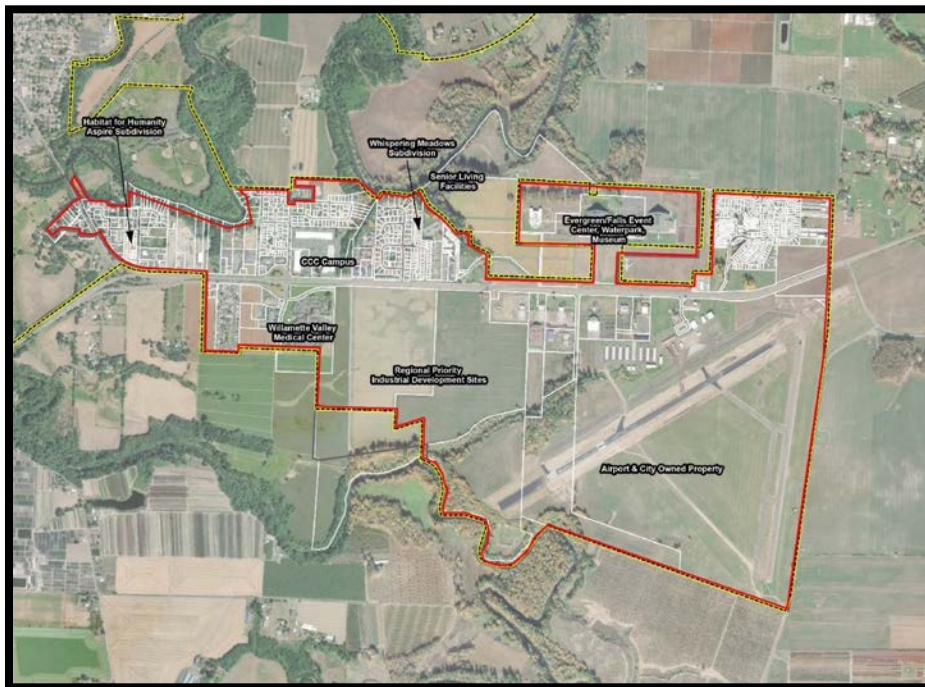 Habitat for Humanity
Aspire Subdivision
Whispering Meadows
Subdivision
Senior Living
Facilities
Evergreen/Falls Event
Center, Waterpark,
Museum
CCC Campus
Willamette Valley
Medical Center
Regional Priority
Industrial Development Sites
Airport & City Owned Property